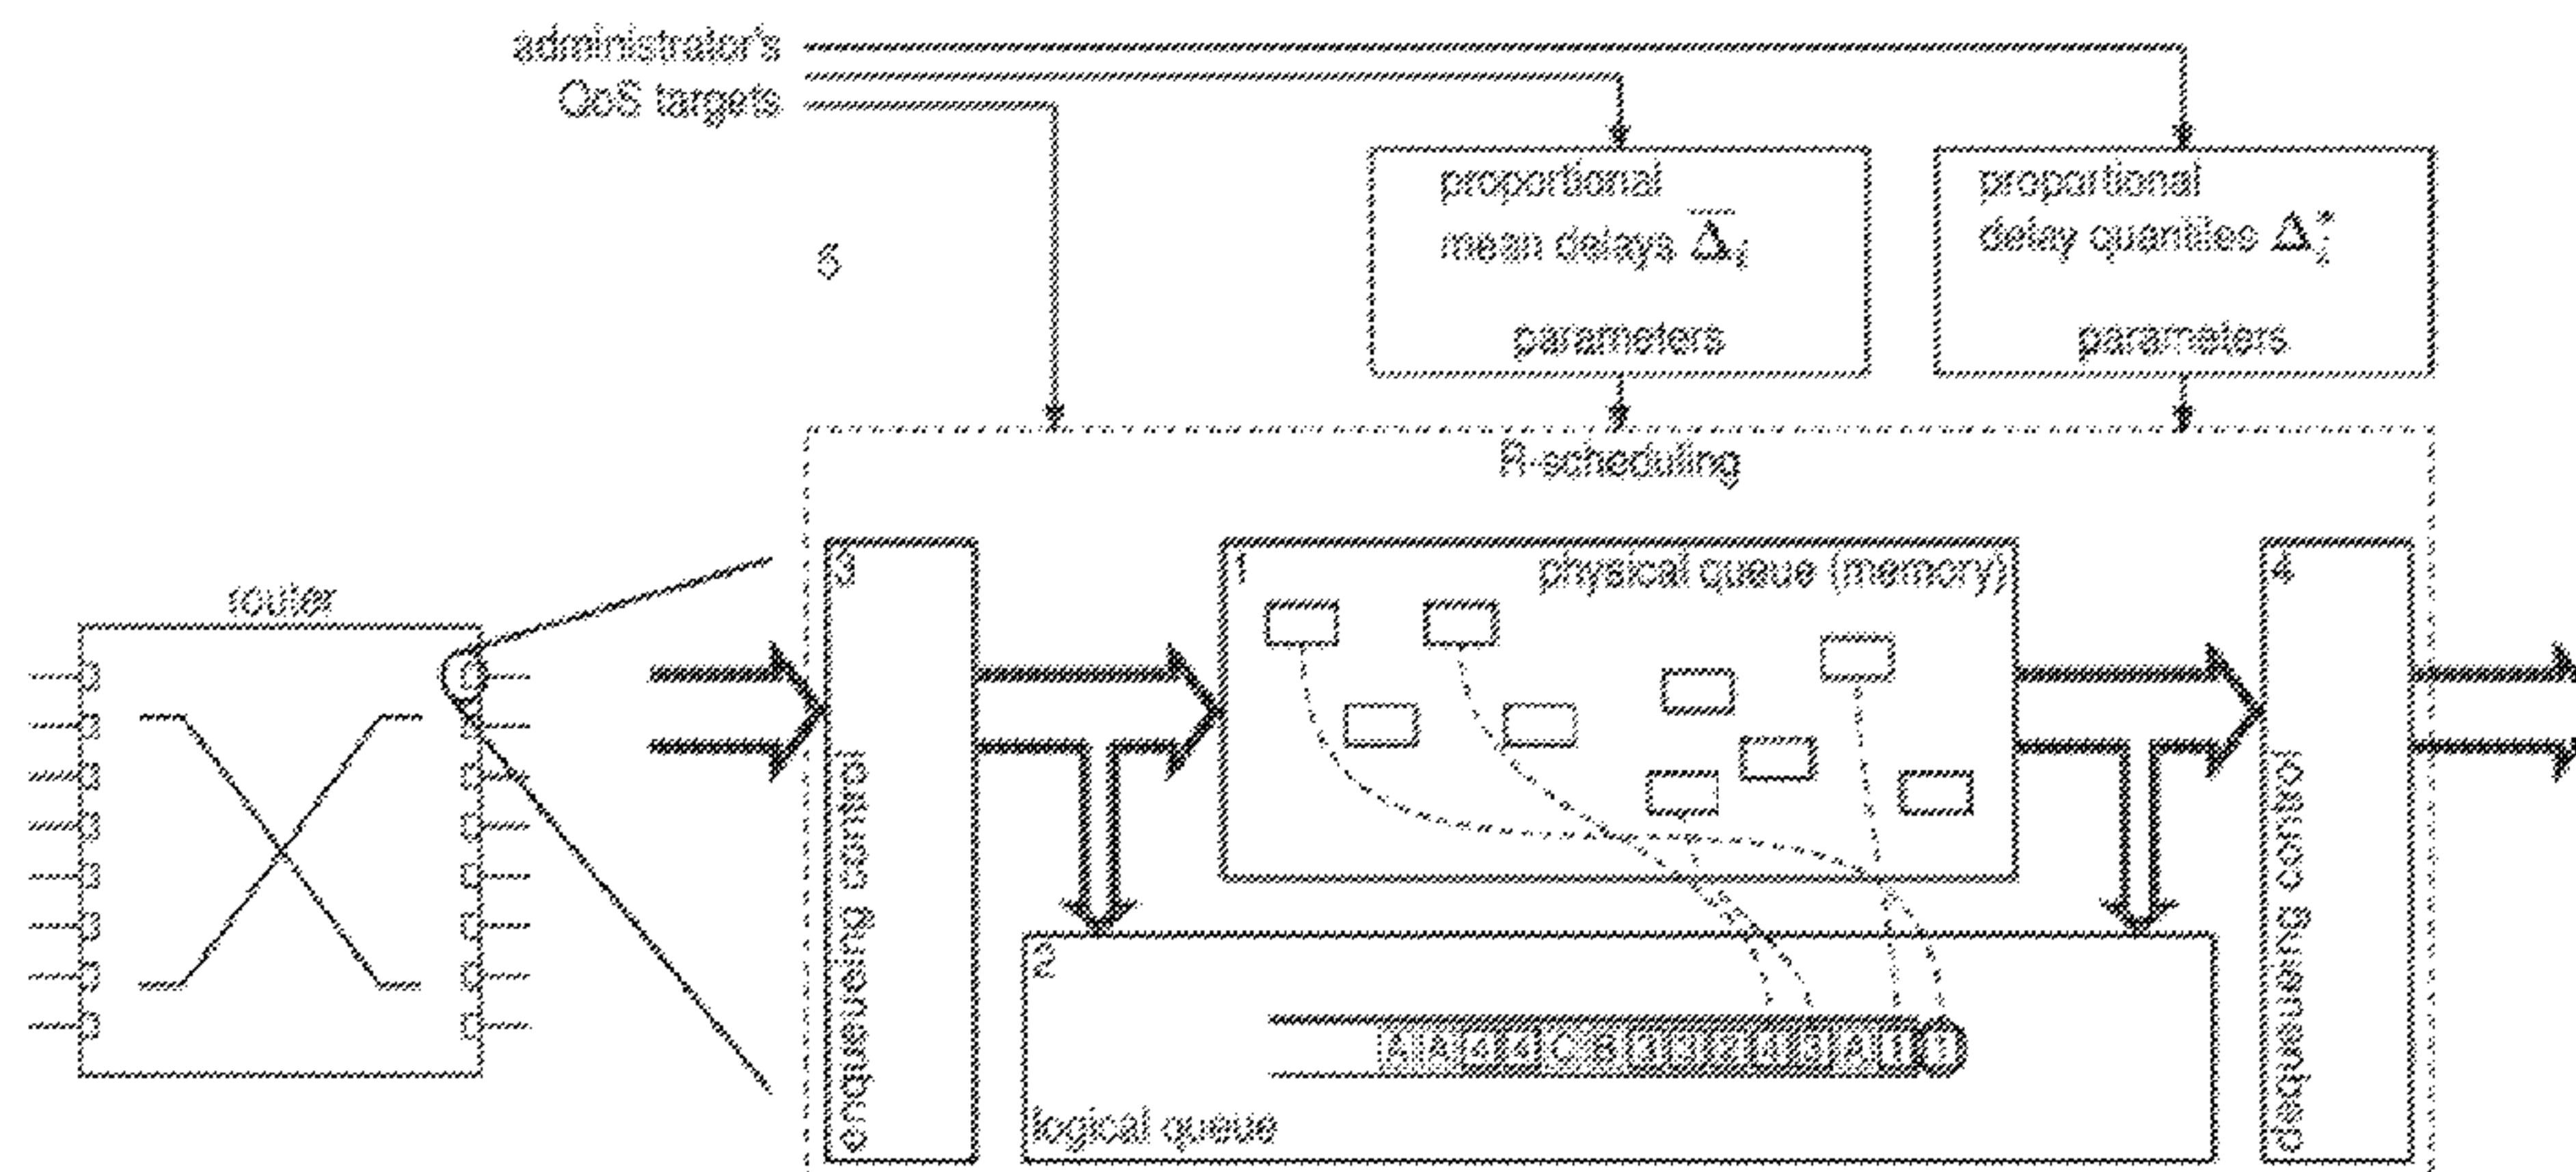 administrator's
QoS targets
5
proportional
mean delays Δ̅ᵢ
parameters
proportional
delay quantiles Δᵢ*
parameters
R-scheduling
router
3
enqueueing control
1
physical queue (memory)
4
dequeueing control
2
logical queue